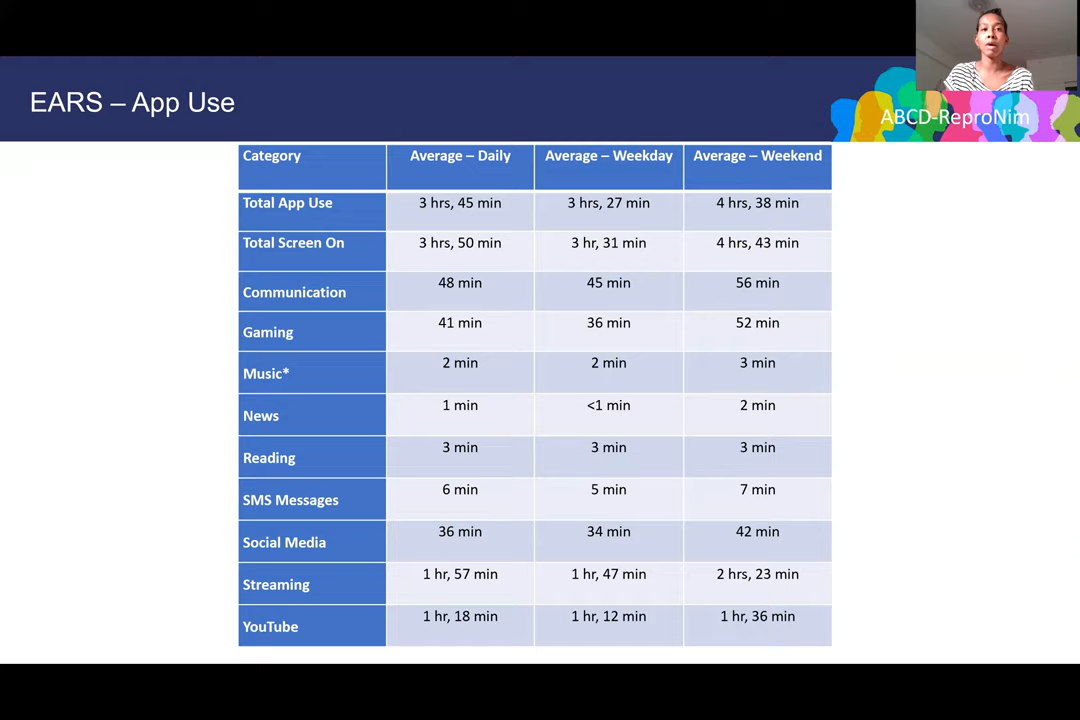 EARS – App Use
ABCD-ReproNim
Category Average – Daily Average – Weekday Average – Weekend
Total App Use 3 hrs, 45 min 3 hrs, 27 min 4 hrs, 38 min
Total Screen On 3 hrs, 50 min 3 hr, 31 min 4 hrs, 43 min
Communication 48 min 45 min 56 min
Gaming 41 min 36 min 52 min
Music* 2 min 2 min 3 min
News 1 min <1 min 2 min
Reading 3 min 3 min 3 min
SMS Messages 6 min 5 min 7 min
Social Media 36 min 34 min 42 min
Streaming 1 hr, 57 min 1 hr, 47 min 2 hrs, 23 min
YouTube 1 hr, 18 min 1 hr, 12 min 1 hr, 36 min